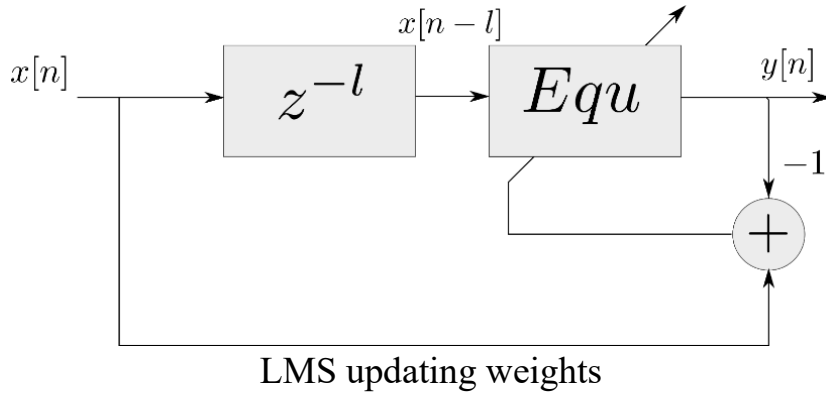 x[n]
z^{-l}
x[n − l]
Equ
y[n]
−1
+
LMS updating weights